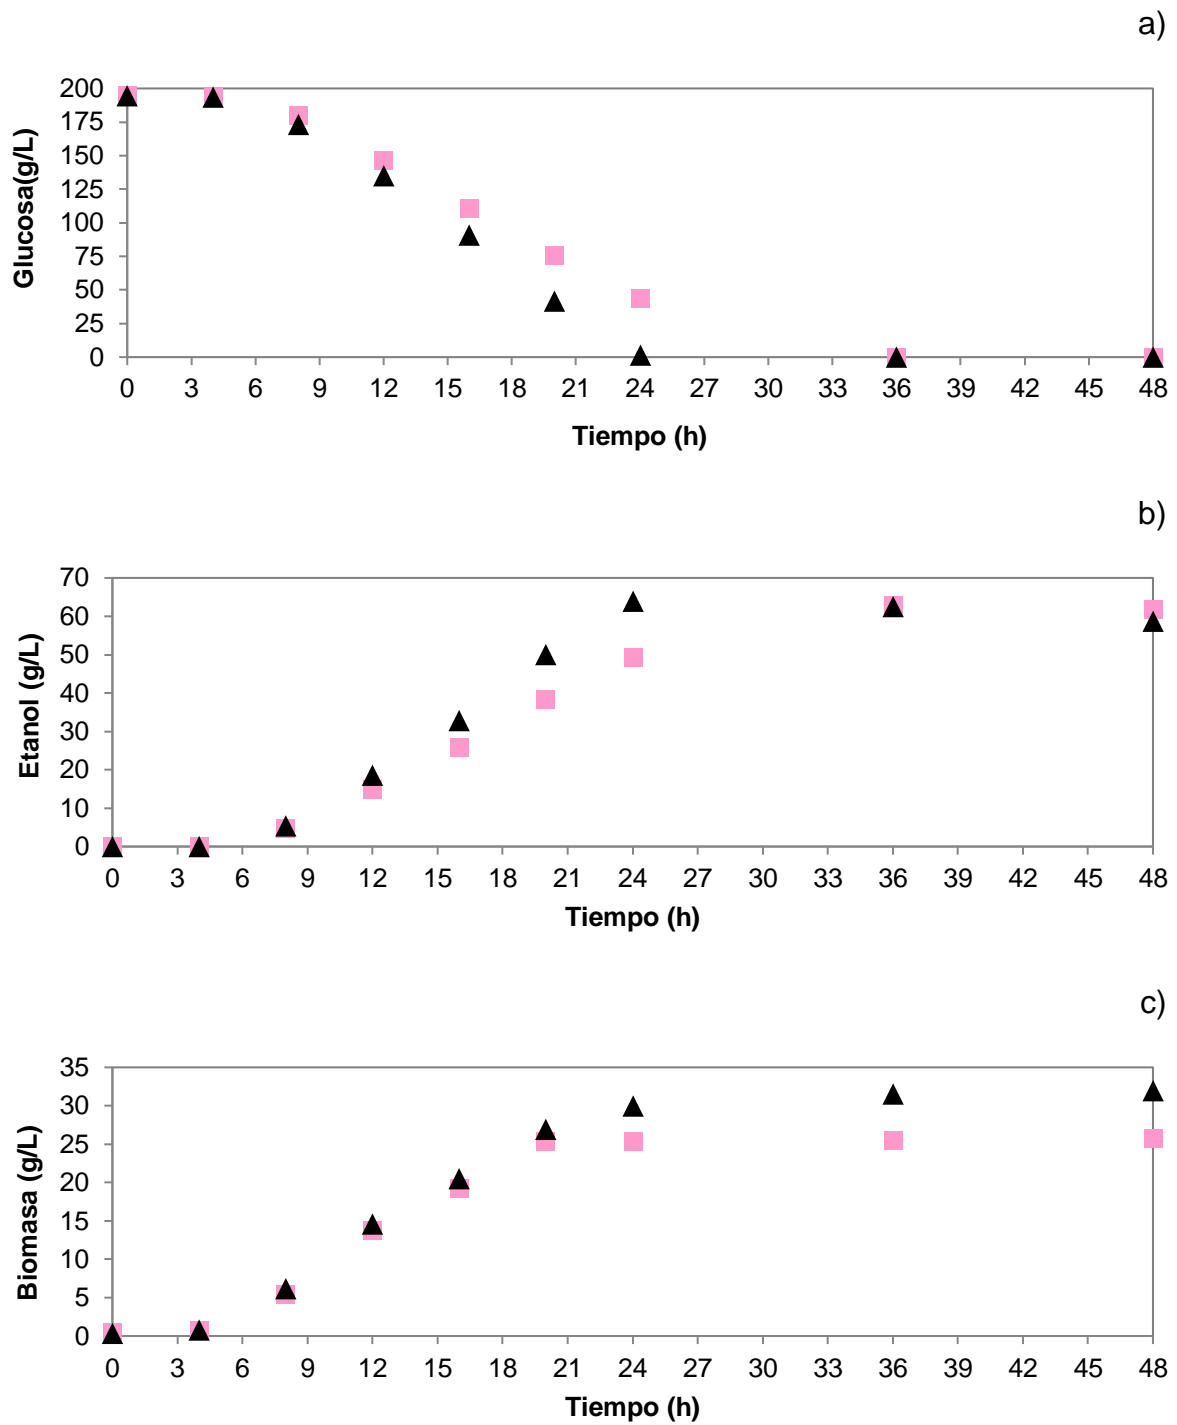 a)
200
175
150
125
100
75
50
25
0
Glucosa(g/L)
0 3 6 9 12 15 18 21 24 27 30 33 36 39 42 45 48
Tiempo (h)
b)
70
60
50
40
30
20
10
0
Etanol (g/L)
0 3 6 9 12 15 18 21 24 27 30 33 36 39 42 45 48
Tiempo (h)
c)
35
30
25
20
15
10
5
0
Biomasa (g/L)
0 3 6 9 12 15 18 21 24 27 30 33 36 39 42 45 48
Tiempo (h)